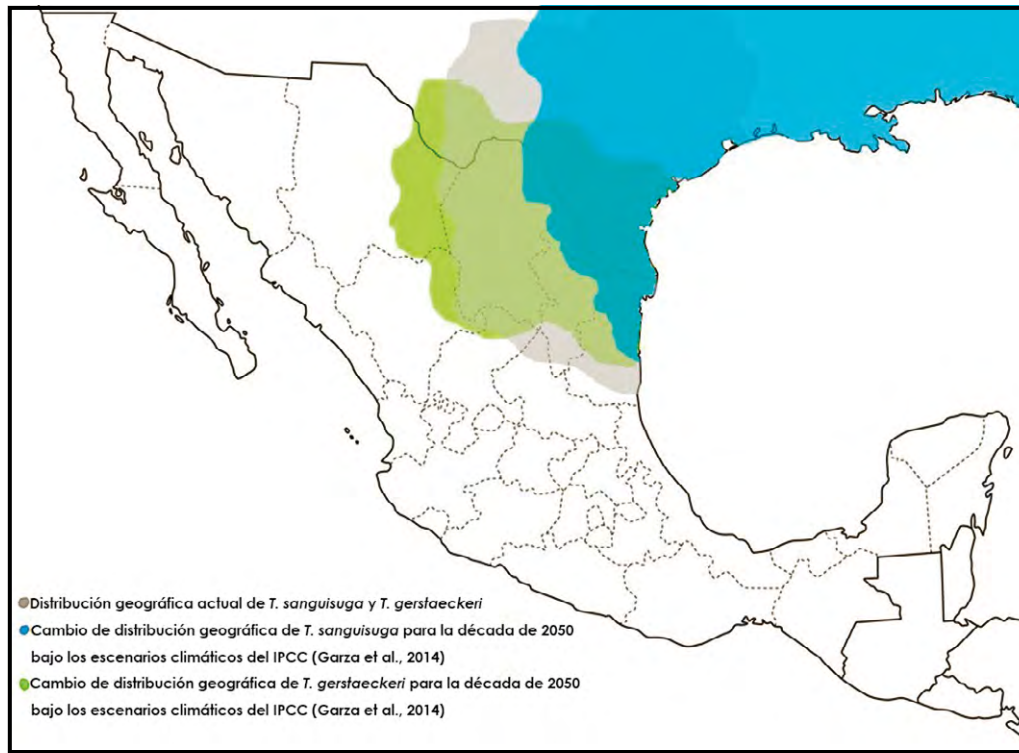 Distribución geográfica actual de T. sanguisuga y T. gerstaeckeri
Cambio de distribución geográfica de T. sanguisuga para la década de 2050
bajo los escenarios climáticos del IPCC (Garza et al., 2014)
Cambio de distribución geográfica de T. gerstaeckeri para la década de 2050
bajo los escenarios climáticos del IPCC (Garza et al., 2014)